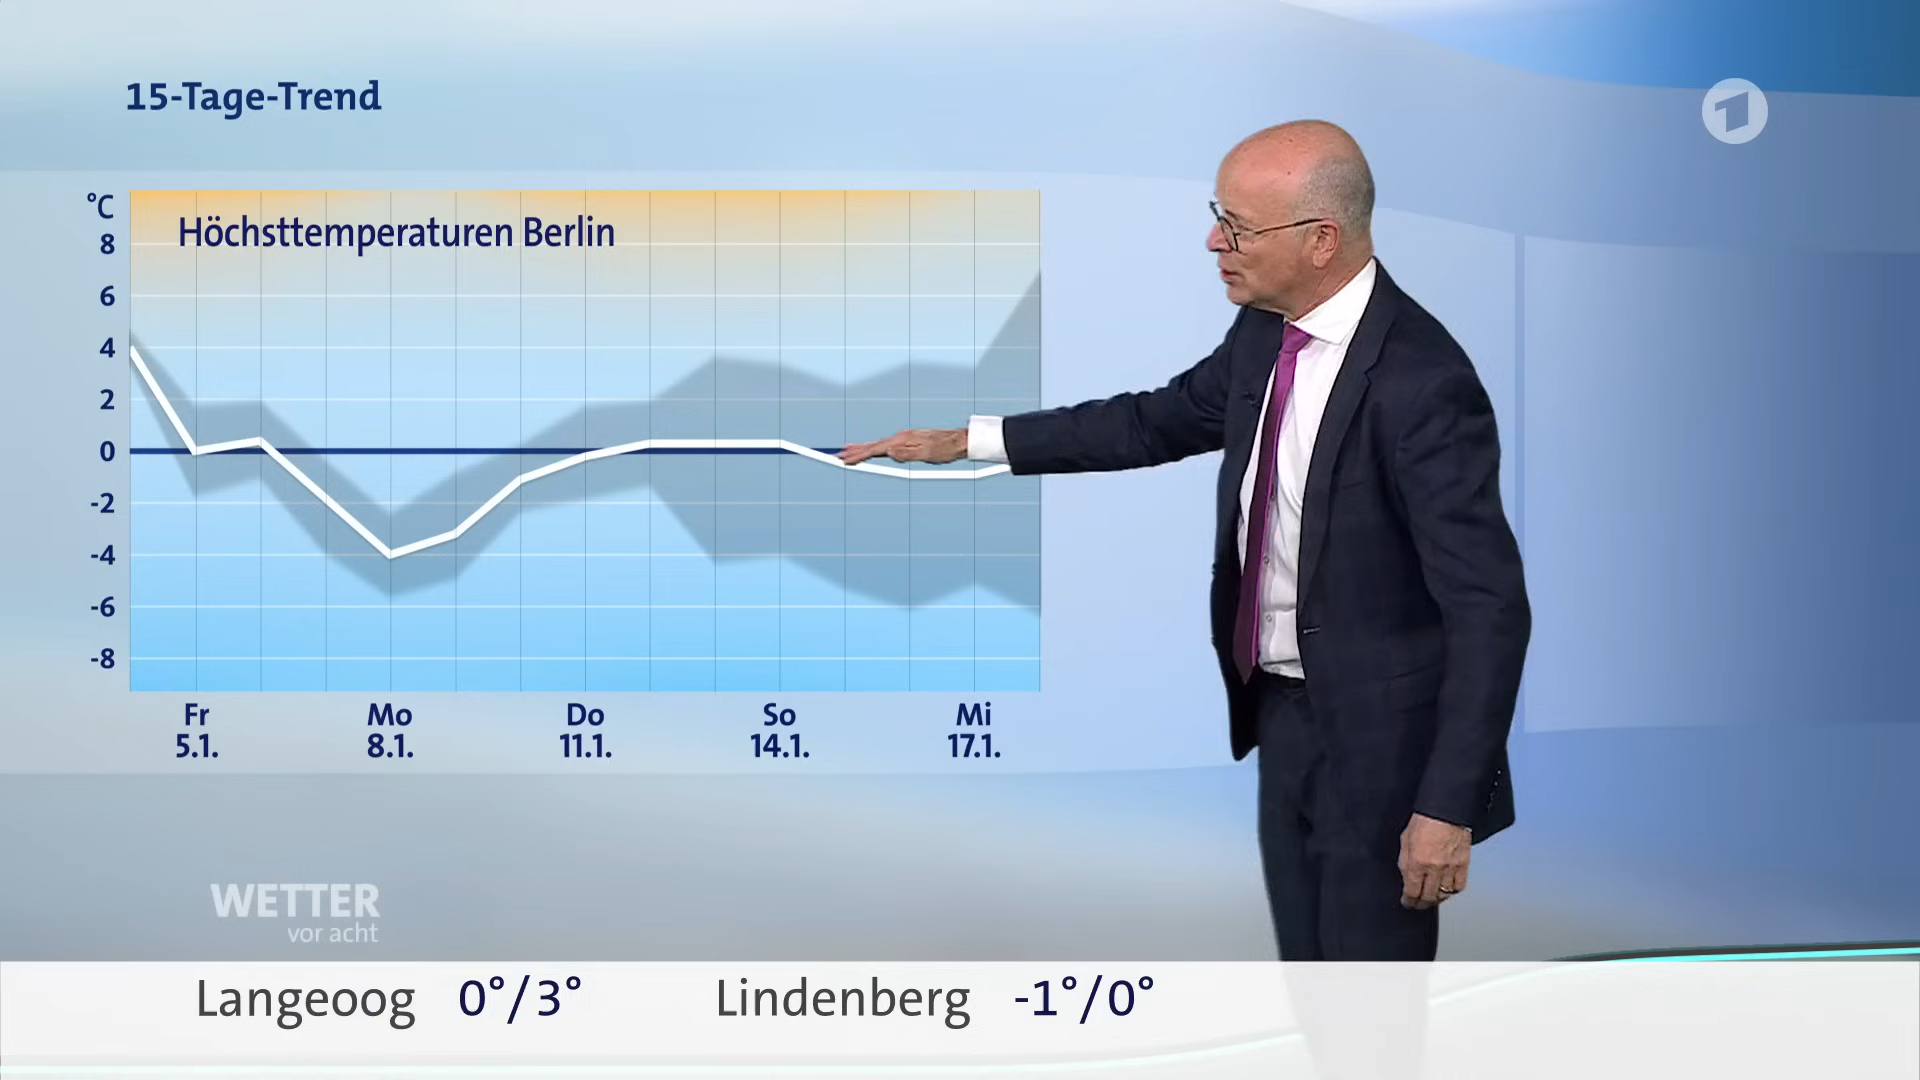 15-Tage-Trend
°C
Höchsttemperaturen Berlin
8
6
4
2
0
-2
-4
-6
-8
Fr Mo Do So Mi
5.1. 8.1. 11.1. 14.1. 17.1.
1
WETTER
vor acht
Langeoog 0°/3° Lindenberg -1°/0°